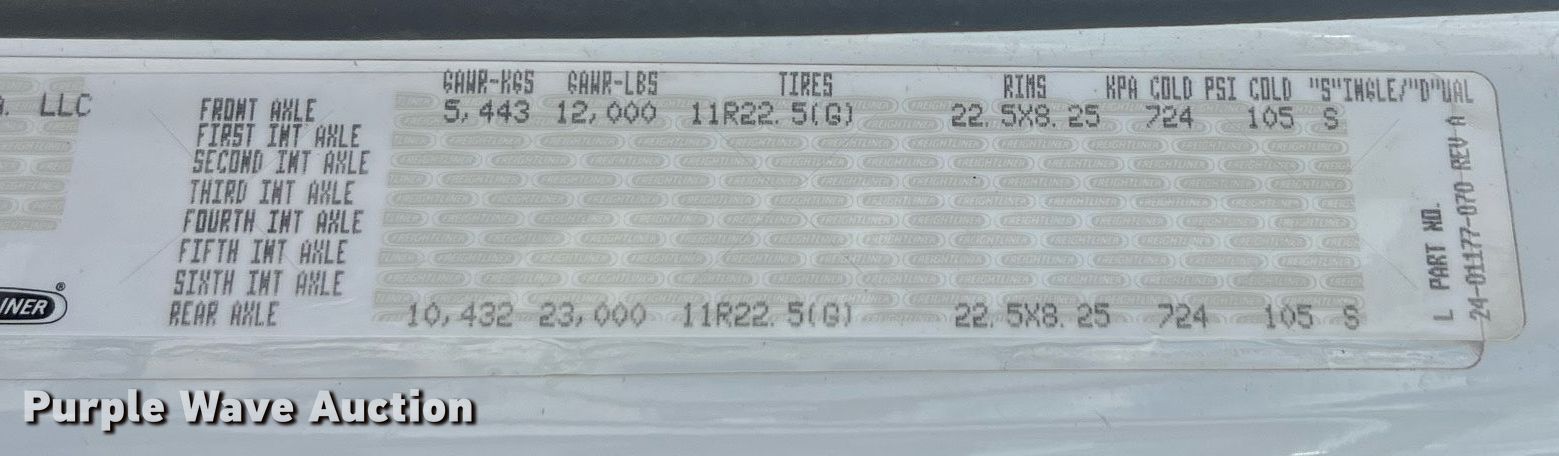 GAWR-KGS GAWR-LBS TIRES RIMS KPA COLD PSI COLD "S"INGLE/"D"UAL
LLC
FRONT AXLE 5,443 12,000 11R22.5(G) 22.5X8.25 724 105 S
FIRST INT AXLE
SECOND INT AXLE
THIRD INT AXLE
FOURTH INT AXLE
FIFTH INT AXLE
SIXTH INT AXLE
REAR AXLE 10,432 23,000 11R22.5(G) 22.5X8.25 724 105 S
INER®
L PART NO.
24-01177-070 REV A
FREIGHTLINER
Purple Wave Auction